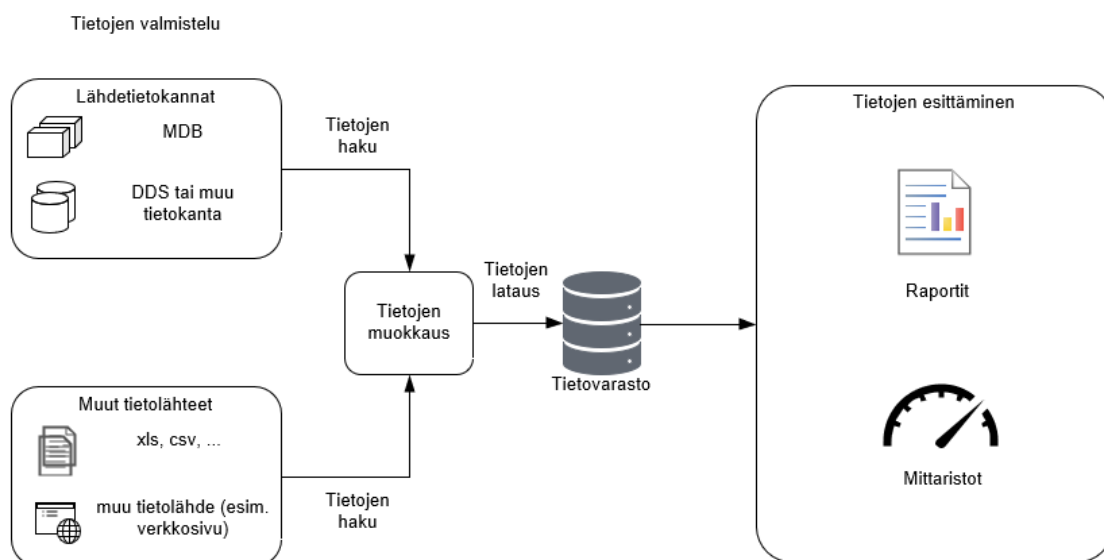 Tietojen valmistelu
Lähdetietokannat
MDB
DDS tai muu
tietokanta
Tietojen
haku
Muut tietolähteet
xls, csv, ...
muu tietolähde (esim.
verkkosivu)
Tietojen
haku
Tietojen
muokkaus
Tietojen
lataus
Tietovarasto
Tietojen esittäminen
Raportit
Mittaristot